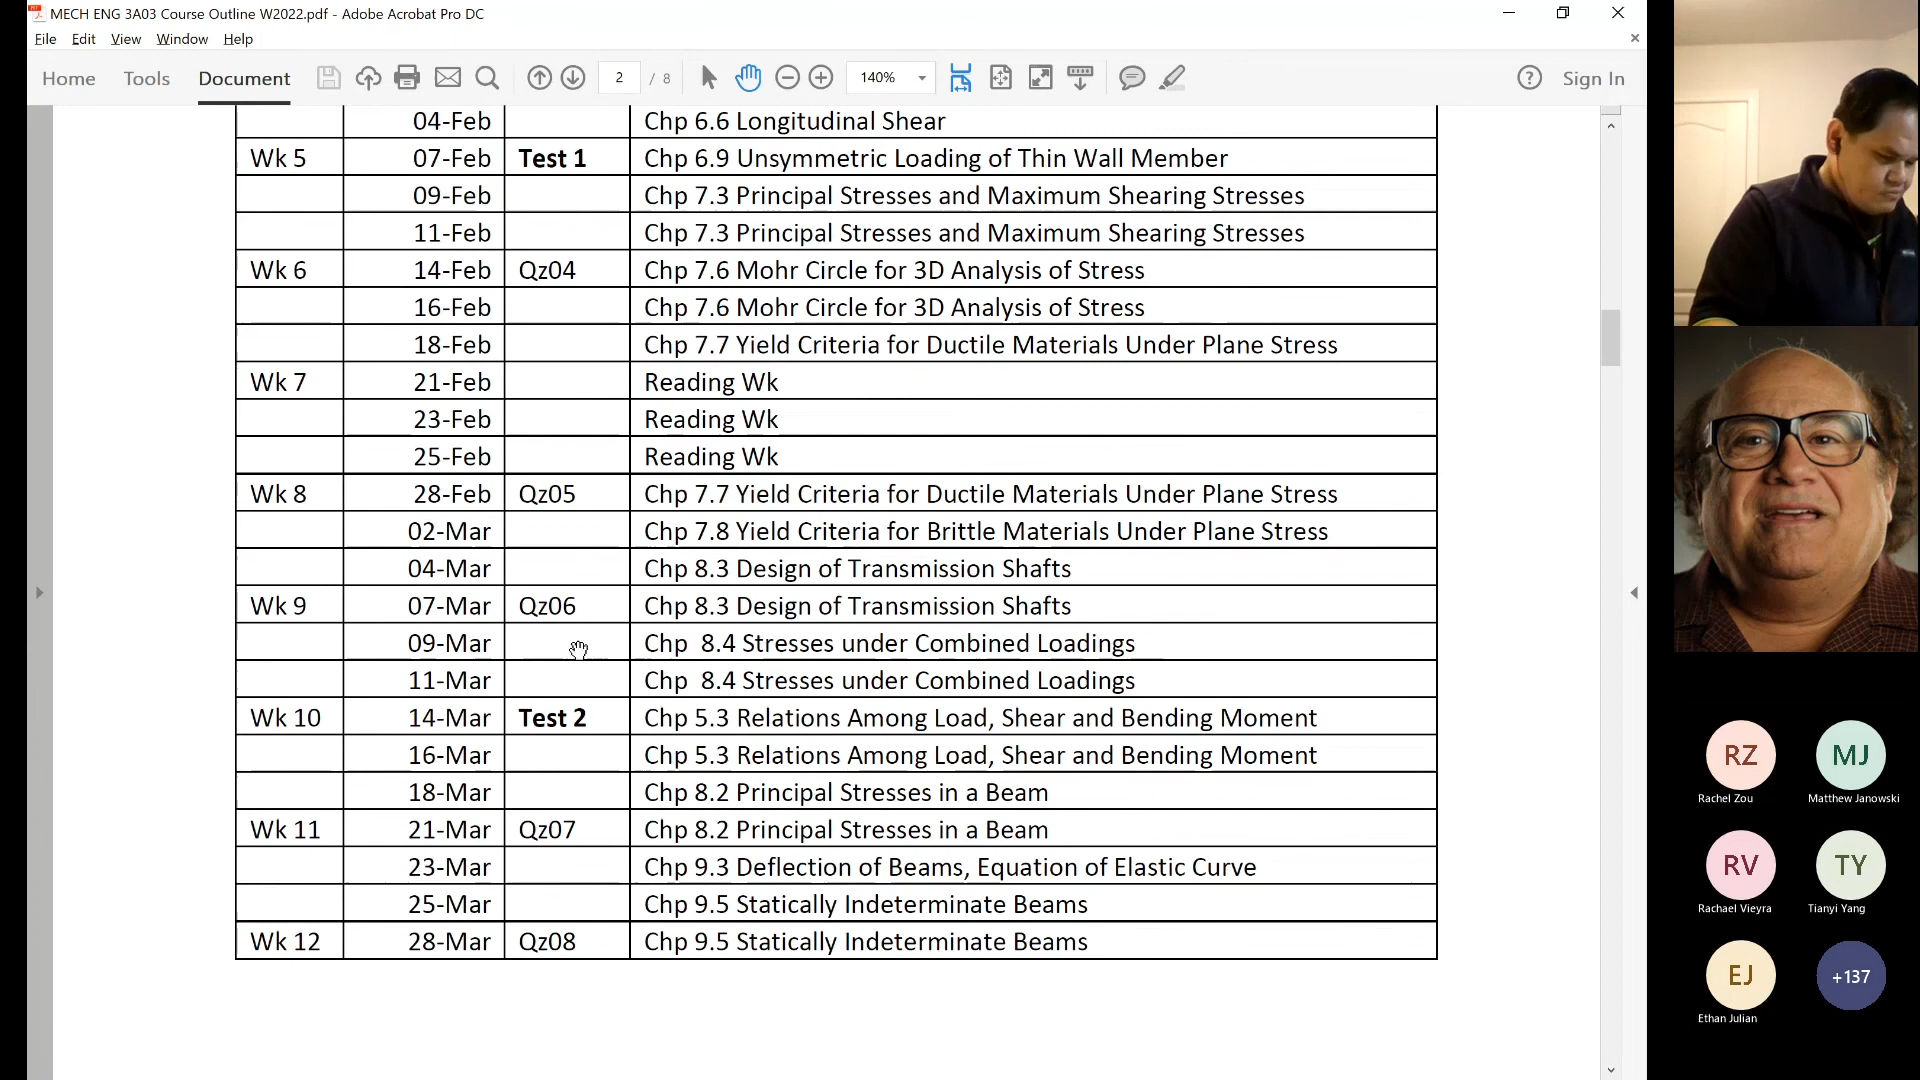 MECH ENG 3A03 Course Outline W2022.pdf - Adobe Acrobat Pro DC
File Edit View Window Help
Home Tools Document 2 / 8 140% Sign In
04-Feb Chp 6.6 Longitudinal Shear
Wk 5 07-Feb Test 1 Chp 6.9 Unsymmetric Loading of Thin Wall Member
09-Feb Chp 7.3 Principal Stresses and Maximum Shearing Stresses
11-Feb Chp 7.3 Principal Stresses and Maximum Shearing Stresses
Wk 6 14-Feb Qz04 Chp 7.6 Mohr Circle for 3D Analysis of Stress
16-Feb Chp 7.6 Mohr Circle for 3D Analysis of Stress
18-Feb Chp 7.7 Yield Criteria for Ductile Materials Under Plane Stress
Wk 7 21-Feb Reading Wk
23-Feb Reading Wk
25-Feb Reading Wk
Wk 8 28-Feb Qz05 Chp 7.7 Yield Criteria for Ductile Materials Under Plane Stress
02-Mar Chp 7.8 Yield Criteria for Brittle Materials Under Plane Stress
04-Mar Chp 8.3 Design of Transmission Shafts
Wk 9 07-Mar Qz06 Chp 8.3 Design of Transmission Shafts
09-Mar Chp 8.4 Stresses under Combined Loadings
11-Mar Chp 8.4 Stresses under Combined Loadings
Wk 10 14-Mar Test 2 Chp 5.3 Relations Among Load, Shear and Bending Moment
16-Mar Chp 5.3 Relations Among Load, Shear and Bending Moment
18-Mar Chp 8.2 Principal Stresses in a Beam
Wk 11 21-Mar Qz07 Chp 8.2 Principal Stresses in a Beam
23-Mar Chp 9.3 Deflection of Beams, Equation of Elastic Curve
25-Mar Chp 9.5 Statically Indeterminate Beams
Wk 12 28-Mar Qz08 Chp 9.5 Statically Indeterminate Beams
RZ MJ
Rachel Zou Matthew Janowski
RV TY
Rachael Vieyra Tianyi Yang
EJ +137
Ethan Julian